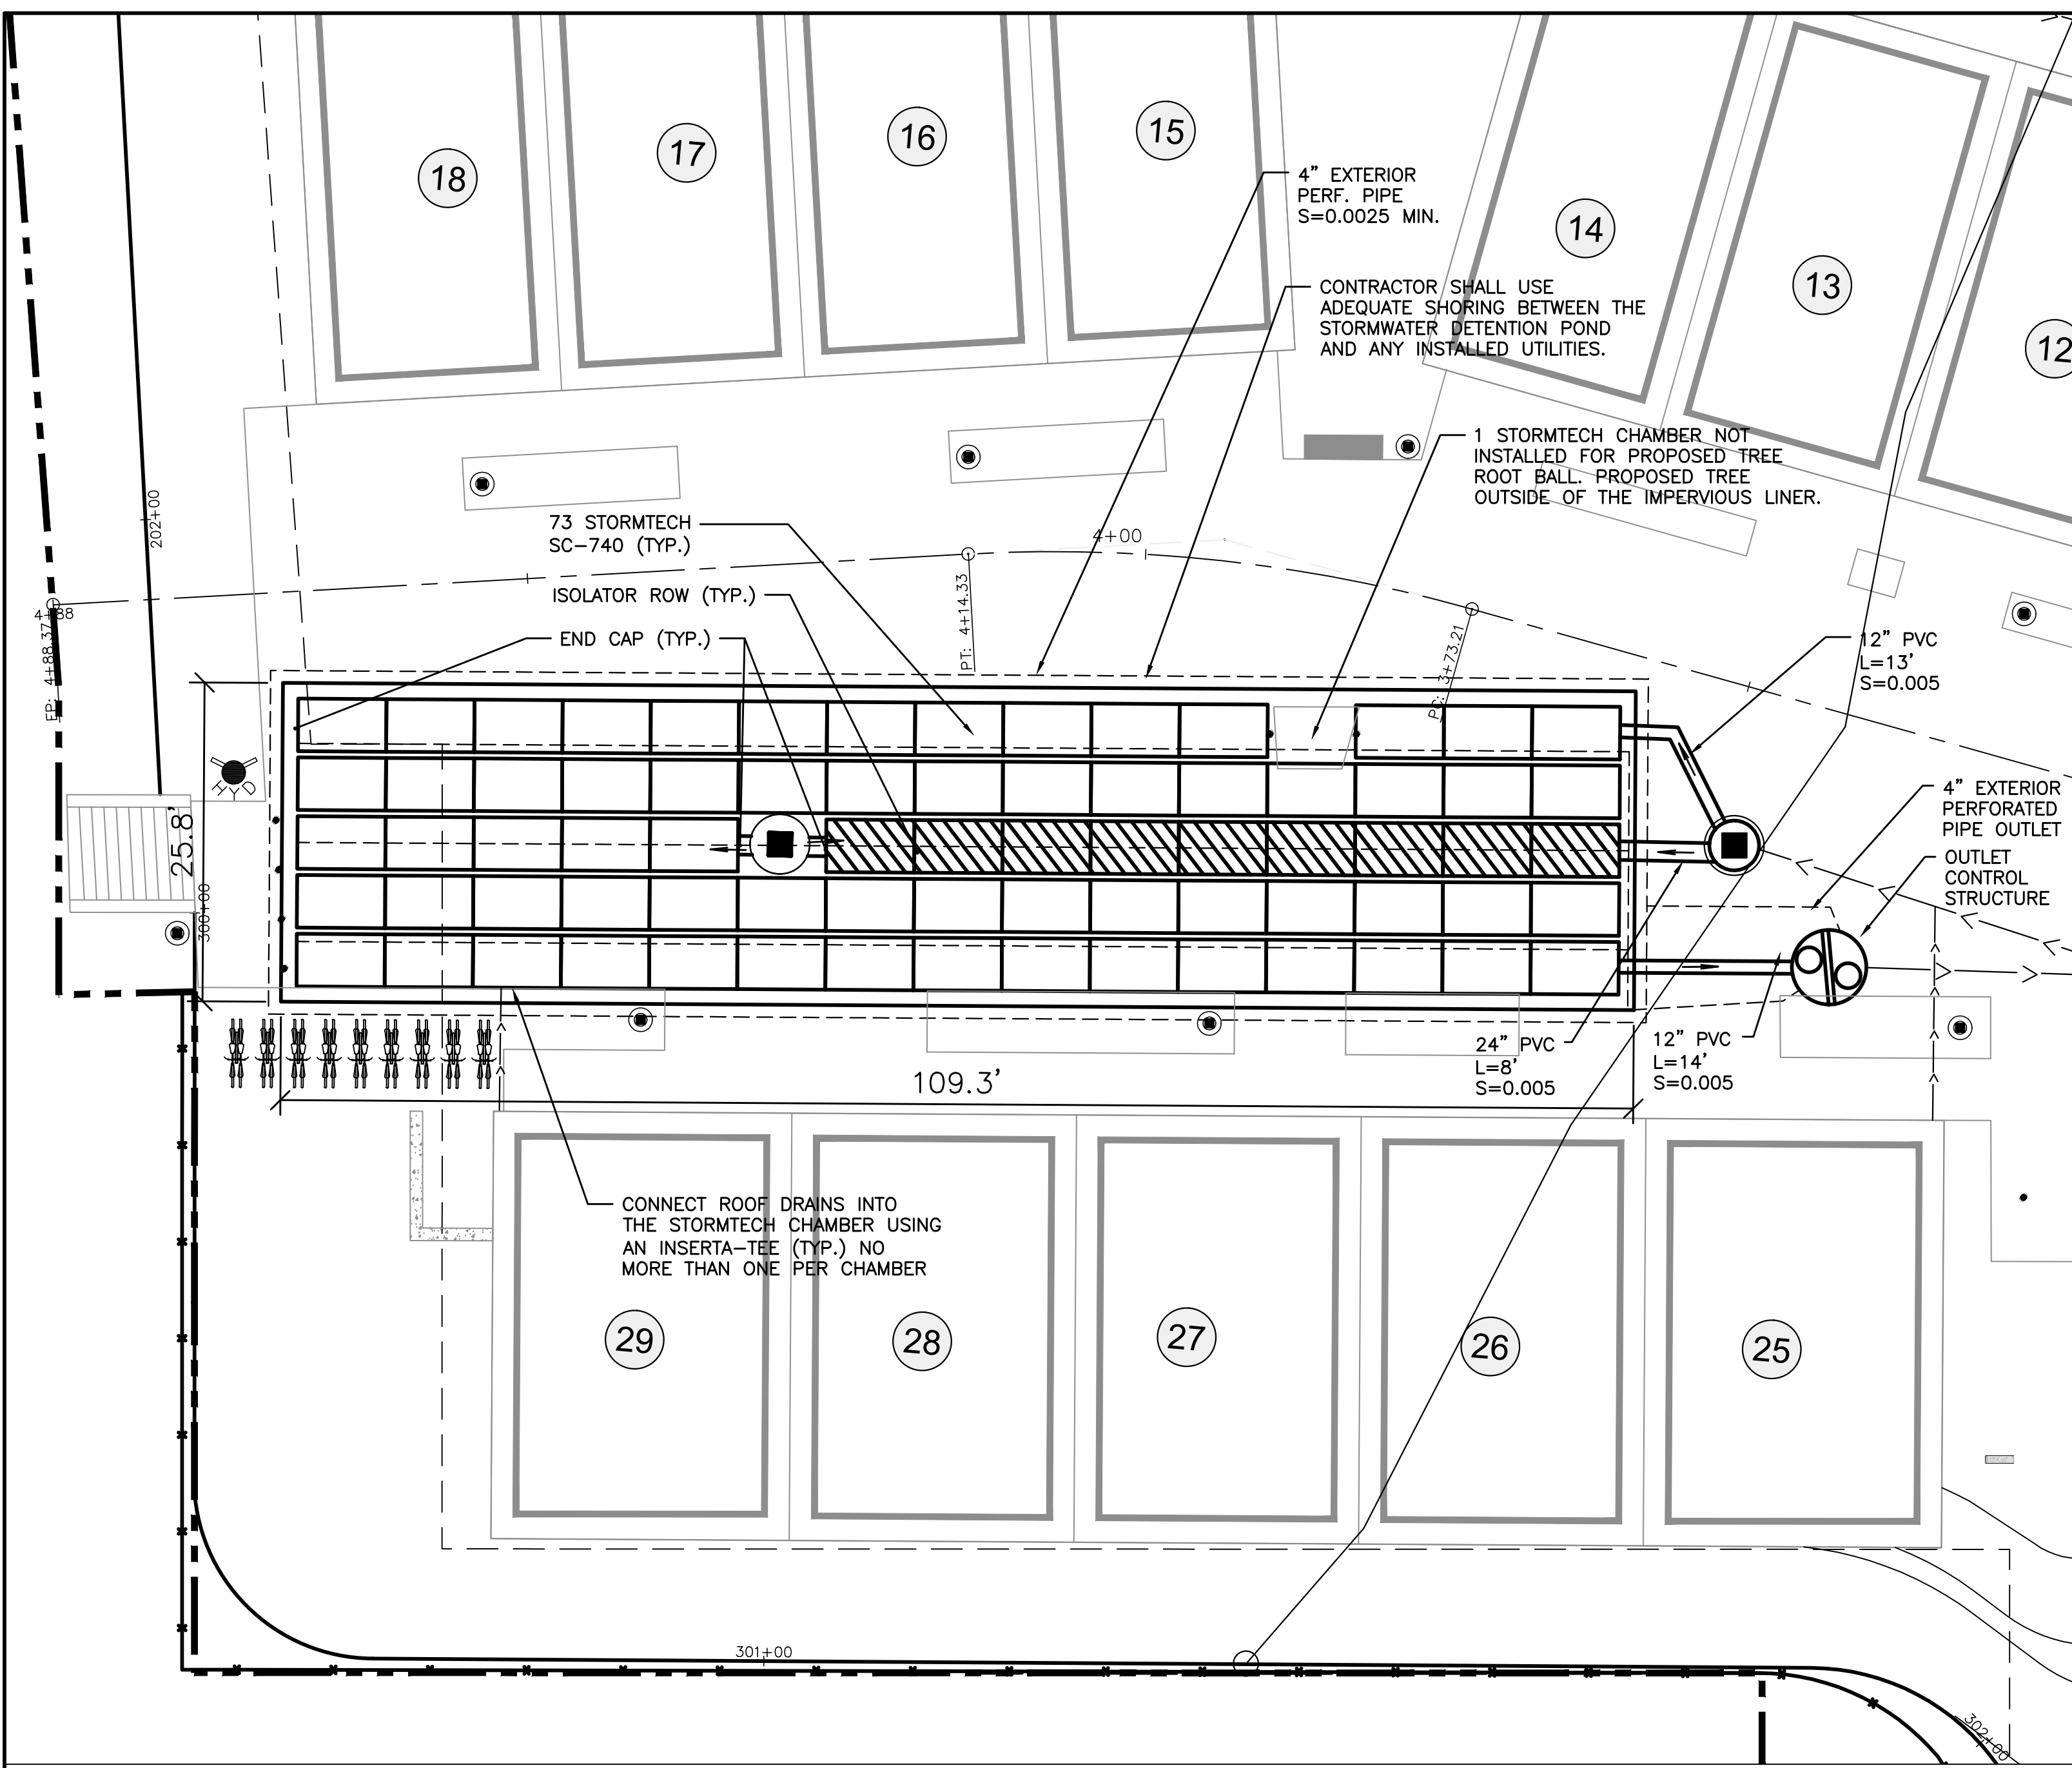 18
17
16
15
14
13
12
4” EXTERIOR
PERF. PIPE
S=0.0025 MIN.
CONTRACTOR SHALL USE
ADEQUATE SHORING BETWEEN THE
STORMWATER DETENTION POND
AND ANY INSTALLED UTILITIES.
1 STORMTECH CHAMBER NOT
INSTALLED FOR PROPOSED TREE
ROOT BALL. PROPOSED TREE
OUTSIDE OF THE IMPERVIOUS LINER.
202+00
73 STORMTECH
SC-740 (TYP.)
4+00
ISOLATOR ROW (TYP.)
END CAP (TYP.)
4+88
EP: 4+88.37
PT: 4+14.33
PC: 3+73.21
12” PVC
L=13’
S=0.005
HYD
25.8’
300+00
4” EXTERIOR
PERFORATED
PIPE OUTLET
OUTLET
CONTROL
STRUCTURE
24” PVC
L=8’
S=0.005
12” PVC
L=14’
S=0.005
109.3’
CONNECT ROOF DRAINS INTO
THE STORMTECH CHAMBER USING
AN INSERTA-TEE (TYP.) NO
MORE THAN ONE PER CHAMBER
29
28
27
26
25
301+00
302+00